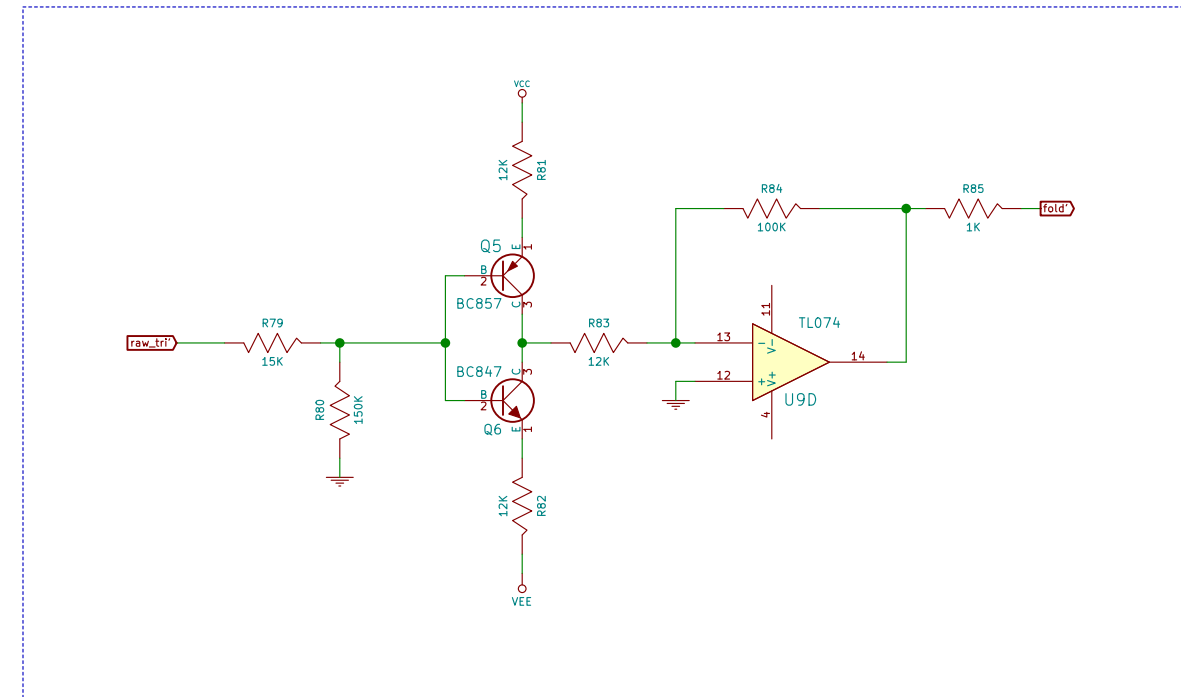 VCC
12K
R81
R84
100K
R85
1K
fold'
Q5
E
1
B
2
C
3
BC857
11
TL074
raw_tri'
R79
15K
R83
12K
13
-
V-
14
12
+
V+
U9D
4
BC847
C
3
B
2
Q6
E
1
R80
150K
12K
R82
VEE